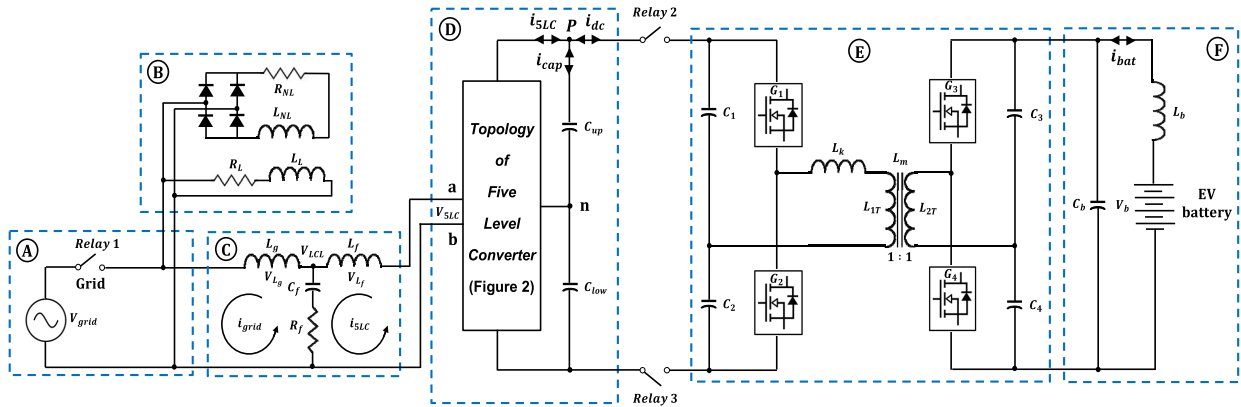 A
Relay 1
Grid
V_grid
B
R_NL
L_NL
R_L
L_L
C
L_g
V_LCL
L_f
V_Lg
V_Lf
C_f
R_f
i_grid
i_5LC
D
i_5LC
P
i_dc
i_cap
a
V_5LC
b
Topology
of
Five
Level
Converter
(Figure 2)
C_up
n
C_low
Relay 2
Relay 3
E
C_1
C_2
G_1
G_2
L_k
L_m
L_1T
L_2T
1 : 1
G_3
G_4
C_3
C_4
F
i_bat
L_b
C_b
V_b
EV
battery